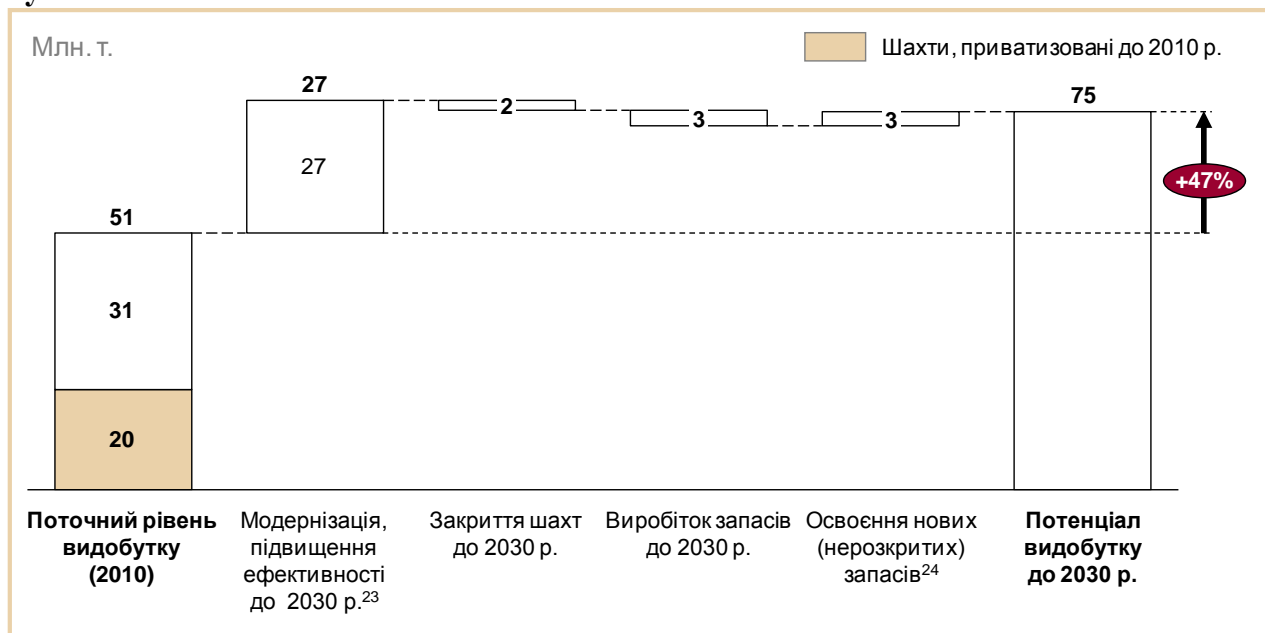 у
Млн. т.
Шахти, приватизовані до 2010 р.
27
2
3
3
75
27
+47%
51
31
20
Поточний рівень
видобутку
(2010)
Модернізація,
підвищення
ефективності
до 2030 р.23
Закриття шахт
до 2030 р.
Виробіток запасів
до 2030 р.
Освоєння нових
(нерозкритих)
запасів24
Потенціал
видобутку
до 2030 р.